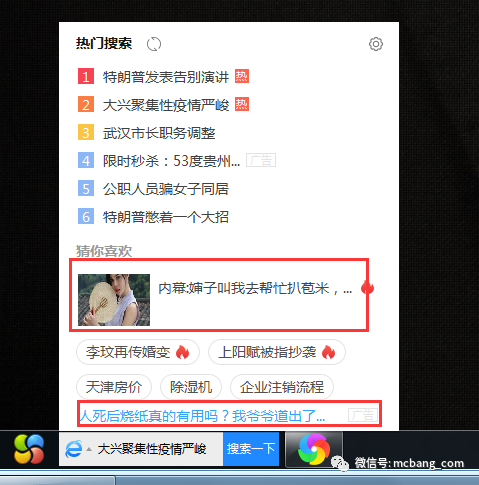 热门搜索
1 特朗普发表告别演讲 热
2 大兴聚集性疫情严峻 热
3 武汉市长职务调整
4 限时秒杀：53度贵州... 广告
5 公职人员骗女子同居
6 特朗普憋着一个大招
猜你喜欢
内幕:婶子叫我去帮忙扒苞米，...
李玟再传婚变 上阳赋被指抄袭
天津房价 除湿机 企业注销流程
人死后烧纸真的有用吗？我爷爷道出了... 广告
大兴聚集性疫情严峻 搜索一下
微信号: mcbang_com